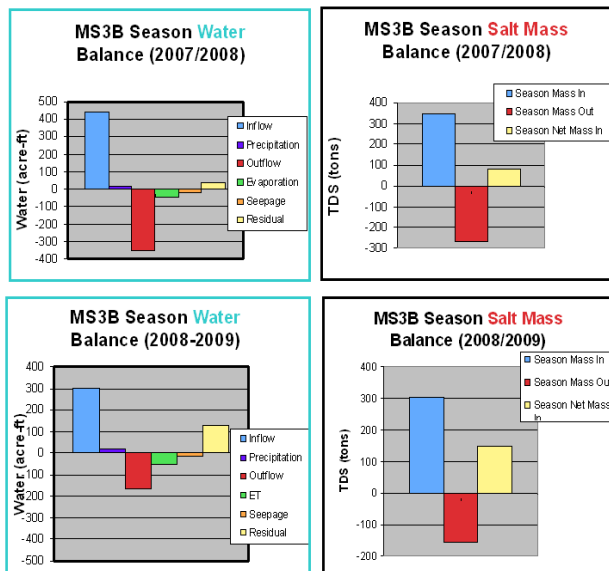 MS3B Season Water
Balance (2007/2008)
Water (acre-ft)
500
400
300
200
100
0
-100
-200
-300
-400
Inflow
Precipitation
Outflow
Evaporation
Seepage
Residual
MS3B Season Salt Mass
Balance (2007/2008)
TDS (tons)
400
300
200
100
0
-100
-200
-300
Season Mass In
Season Mass Out
Season Net Mass In
MS3B Season Water
Balance (2008-2009)
Water (acre-ft)
400
300
200
100
0
-100
-200
-300
-400
-500
Inflow
Precipitation
Outflow
ET
Seepage
Residual
MS3B Season Salt Mass
Balance (2008/2009)
TDS (tons)
400
300
200
100
0
-100
-200
Season Mass In
Season Mass Out
Season Net Mass
In